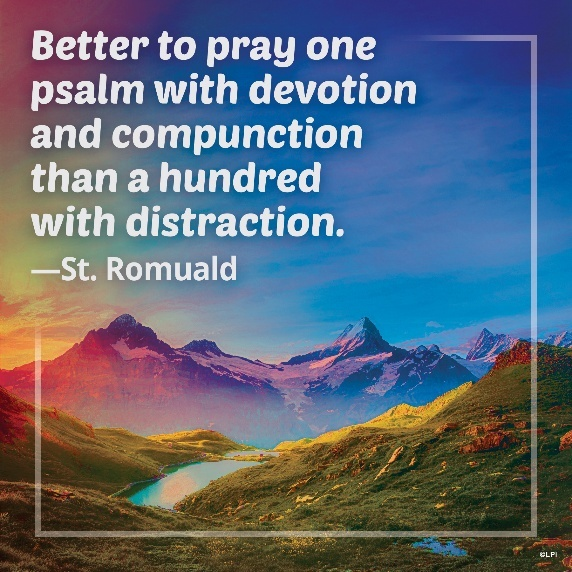 Better to pray one
psalm with devotion
and compunction
than a hundred
with distraction.
—St. Romuald
©LPi